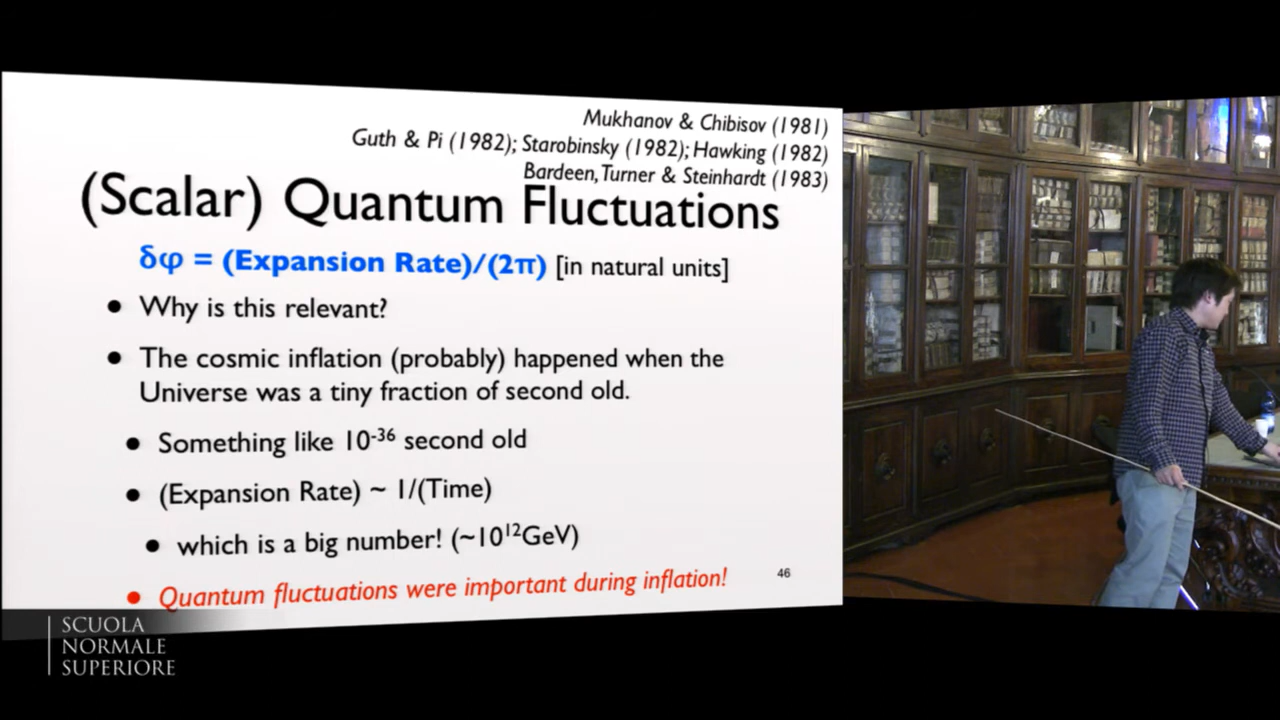 Mukhanov & Chibisov (1981)
Guth & Pi (1982); Starobinsky (1982); Hawking (1982)
Bardeen, Turner & Steinhardt (1983)
(Scalar) Quantum Fluctuations
δφ = (Expansion Rate)/(2π) [in natural units]
• Why is this relevant?
• The cosmic inflation (probably) happened when the
Universe was a tiny fraction of second old.
• Something like 10⁻³⁶ second old
• (Expansion Rate) ~ 1/(Time)
• which is a big number! (~10¹²GeV)
• Quantum fluctuations were important during inflation!
46
SCUOLA
NORMALE
SUPERIORE